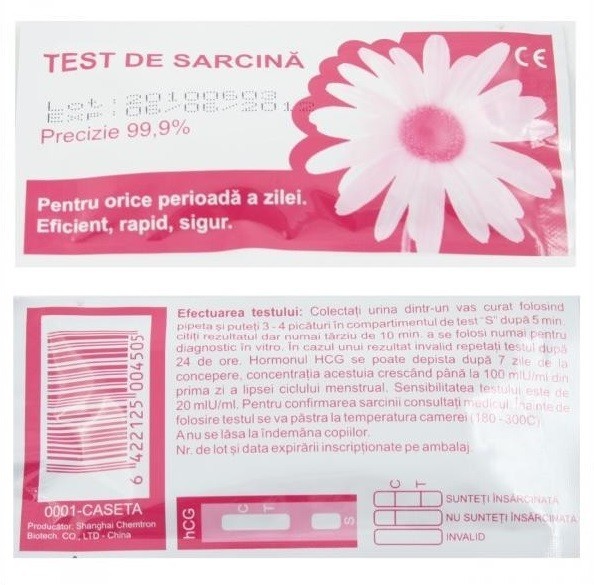 TEST DE SARCINĂ
CE
Lot: 20100603
Exp: 06/06/2012
Precizie 99,9%
Pentru orice perioadă a zilei.
Eficient, rapid, sigur.
6 422125 004505
0001-CASETA
Producător: Shanghai Chemtron
Biotech. CO., LTD - China
Efectuarea testului: Colectați urina dintr-un vas curat folosind
pipeta și puteți 3 - 4 picături în compartimentul de test "S" după 5 min.
citiți rezultatul dar numai târziu de 10 min. a se folosi numai pentru
diagnostic în vitro. În cazul unui rezultat invalid repetați testul după
24 de ore. Hormonul HCG se poate depista după 7 zile de la
concepere, concentrația acestuia crescând până la 100 mlU/ml din
prima zi a lipsei ciclului menstrual. Sensibilitatea testului este de
20 mlU/ml. Pentru confirmarea sarcinii consultați medicul. Înainte de
folosire testul se va păstra la temperatura camerei (180 - 300C).
A nu se lăsa la îndemâna copiilor.
Nr. de lot și data expirării inscripționate pe ambalaj.
hCG
C
T
S
C
T
SUNTEȚI ÎNSĂRCINATĂ
NU SUNTEȚI ÎNSĂRCINATĂ
INVALID